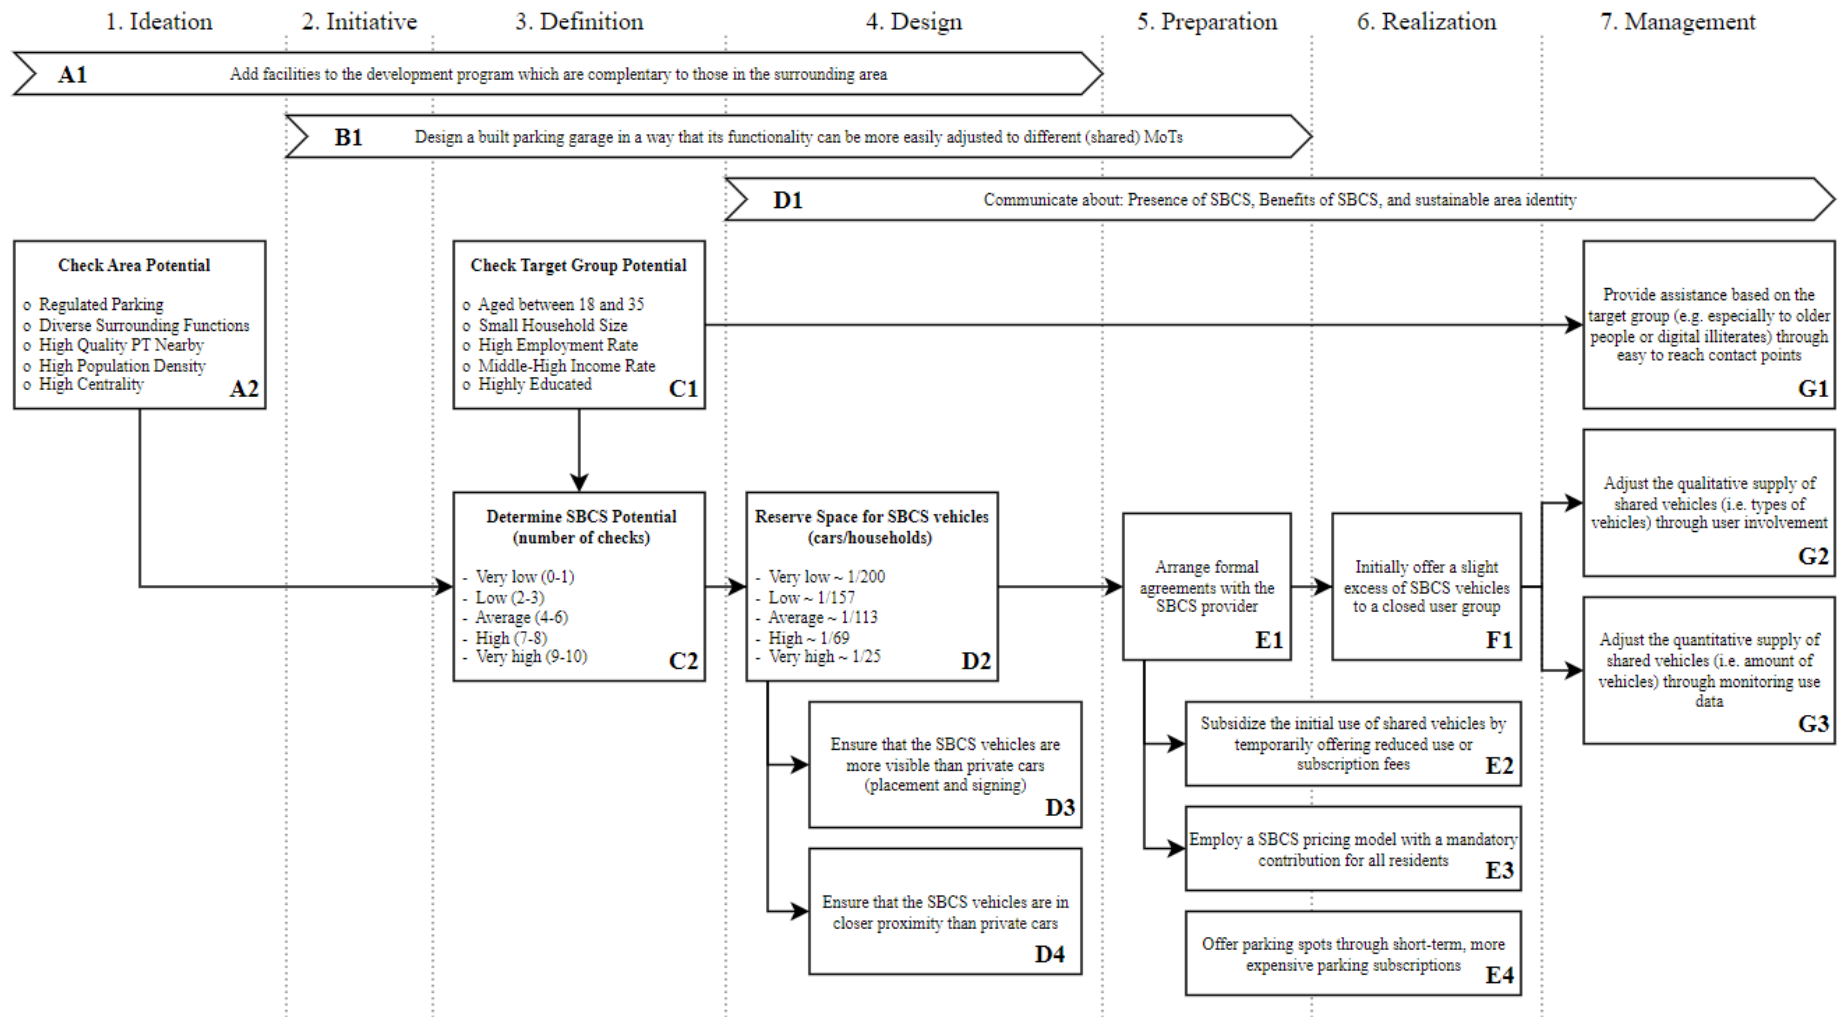 1. Ideation
2. Initiative
3. Definition
4. Design
5. Preparation
6. Realization
7. Management
A1
Add facilities to the development program which are complentary to those in the surrounding area
B1
Design a built parking garage in a way that its functionality can be more easily adjusted to different (shared) MoTs
D1
Communicate about: Presence of SBCS, Benefits of SBCS, and sustainable area identity
Check Area Potential
o Regulated Parking
o Diverse Surrounding Functions
o High Quality PT Nearby
o High Population Density
o High Centrality
A2
Check Target Group Potential
o Aged between 18 and 35
o Small Household Size
o High Employment Rate
o Middle-High Income Rate
o Highly Educated
C1
Provide assistance based on the
target group (e.g. especially to older
people or digital illiterates) through
easy to reach contact points
G1
Determine SBCS Potential
(number of checks)
- Very low (0-1)
- Low (2-3)
- Average (4-6)
- High (7-8)
- Very high (9-10)
C2
Reserve Space for SBCS vehicles
(cars/households)
- Very low ~ 1/200
- Low ~ 1/157
- Average ~ 1/113
- High ~ 1/69
- Very high ~ 1/25
D2
Ensure that the SBCS vehicles are
more visible than private cars
(placement and signing)
D3
Ensure that the SBCS vehicles are in
closer proximity than private cars
D4
Arrange formal
agreements with the
SBCS provider
E1
Subsidize the initial use of shared vehicles by
temporarily offering reduced use or
subscription fees
E2
Employ a SBCS pricing model with a mandatory
contribution for all residents
E3
Offer parking spots through short-term, more
expensive parking subscriptions
E4
Initially offer a slight
excess of SBCS vehicles
to a closed user group
F1
Adjust the qualitative supply of
shared vehicles (i.e. types of
vehicles) through user involvement
G2
Adjust the quantitative supply of
shared vehicles (i.e. amount of
vehicles) through monitoring use
data
G3